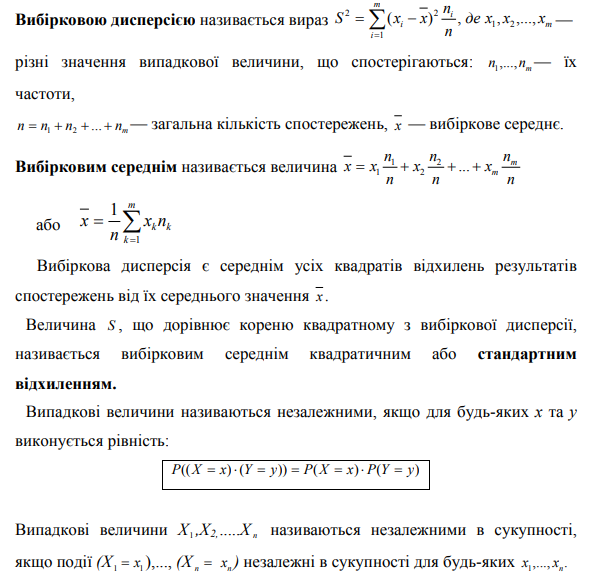 Вибірковою дисперсією називається вираз $S^2 = \sum_{i=1}^{m}(x_i - \overline{x})^2 \frac{n_i}{n}$, де $x_1, x_2, ..., x_m$ —
різні значення випадкової величини, що спостерігаються: $n_1, ..., n_m$ — їх
частоти,
$n = n_1 + n_2 + ... + n_m$ — загальна кількість спостережень, $\overline{x}$ — вибіркове середнє.
Вибірковим середнім називається величина $\overline{x} = x_1 \frac{n_1}{n} + x_2 \frac{n_2}{n} + ... + x_m \frac{n_m}{n}$
або $\overline{x} = \frac{1}{n} \sum_{k=1}^{m} x_k n_k$
Вибіркова дисперсія є середнім усіх квадратів відхилень результатів
спостережень від їх середнього значення $\overline{x}$.
Величина $S$, що дорівнює кореню квадратному з вибіркової дисперсії,
називається вибірковим середнім квадратичним або стандартним
відхиленням.
Випадкові величини називаються незалежними, якщо для будь-яких x та y
виконується рівність:
$P((X = x) \cdot (Y = y)) = P(X = x) \cdot P(Y = y)$
Випадкові величини $X_1, X_2, .....X_n$ називаються незалежними в сукупності,
якщо події $(X_1 = x_1), ..., (X_n = x_n)$ незалежні в сукупності для будь-яких $x_1, ..., x_n$.